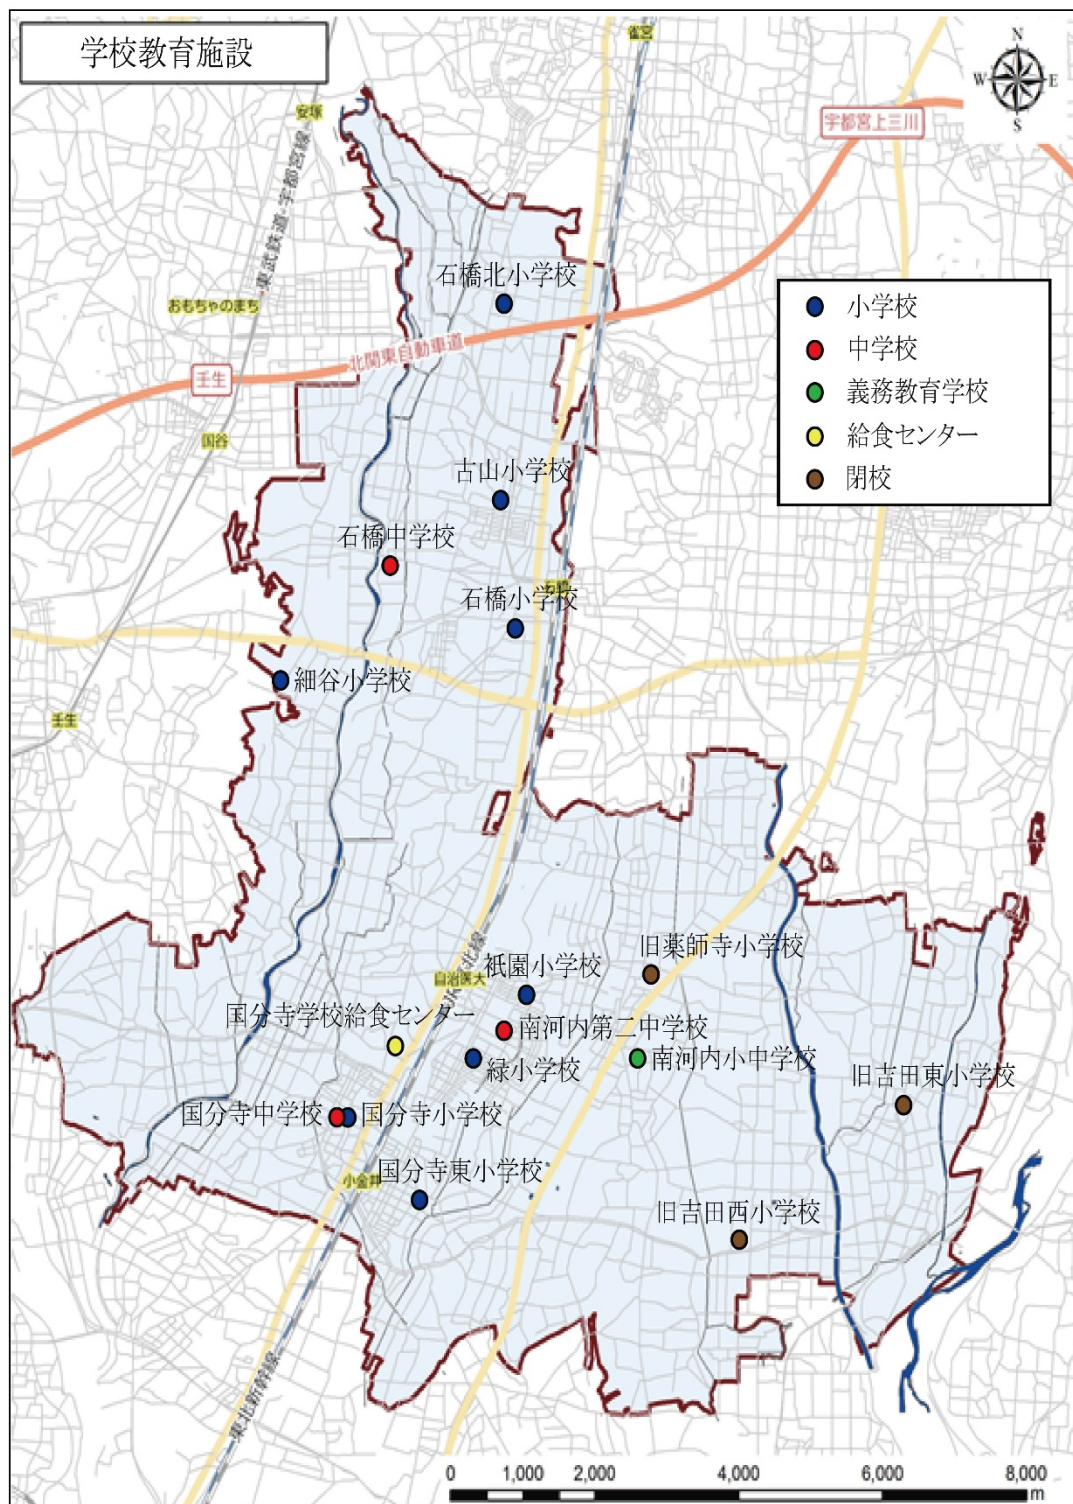 学校教育施設
雀宮
N
W
E
S
安塚
宇都宮上三川
東武鉄道・宇都宮線
石橋北小学校
おもちゃのまち
小学校
中学校
義務教育学校
給食センター
閉校
北関東自動車道
壬生
国谷
古山小学校
石橋中学校
石橋
石橋小学校
細谷小学校
壬生
旧薬師寺小学校
JR東北線
衹園小学校
自治医大
国分寺学校給食センター
南河内第二中学校
南河内小中学校
緑小学校
旧吉田東小学校
国分寺中学校
国分寺小学校
国分寺東小学校
小金井
旧吉田西小学校
東北新幹線
0
1,000
2,000
4,000
6,000
8,000
m